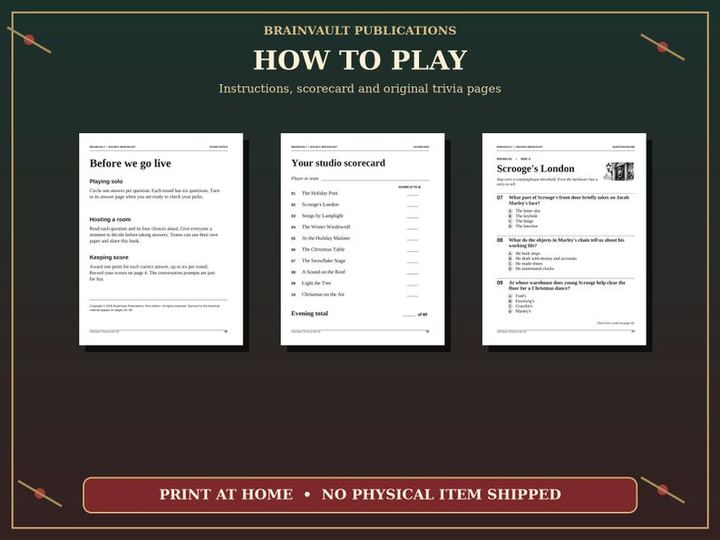 BRAINVAULT PUBLICATIONS
HOW TO PLAY
Instructions, scorecard and original trivia pages
Before we go live
Playing solo
Circle one answer per question. Each round has six questions. Turn
to its answer page when you are ready to check your picks.
Hosting a room
Read each question and its four choices aloud. Give everyone a
moment to decide before taking answers. Teams can use their own
paper and share this book.
Keeping score
Award one point for each correct answer, up to six per round.
Record your scores on page 4. The conversation prompts are just
for fun.
Your studio scorecard
Player or team
SCORE (0 TO 6)
01 The Holiday Post
02 Scrooge's London
03 Songs by Lamplight
04 The Winter Windowsill
05 At the Holiday Matinee
06 The Christmas Table
07 The Snowflake Stage
08 A Sound on the Roof
09 Light the Tree
10 Christmas on the Air
Evening total
of 60
Scrooge's London
07 What part of Scrooge's front door briefly takes on Jacob
Marley's face?
A The letter slot
B The keyhole
C The hinge
D The knocker
08 What do the objects in Marley's chain tell us about his
working life?
A He built ships
B He dealt with money and accounts
C He made shoes
D He maintained clocks
09 At whose warehouse does young Scrooge help clear the
floor for a Christmas dance?
A Fred's
B Fezziwig's
C Cratchit's
D Marley's
PRINT AT HOME • NO PHYSICAL ITEM SHIPPED